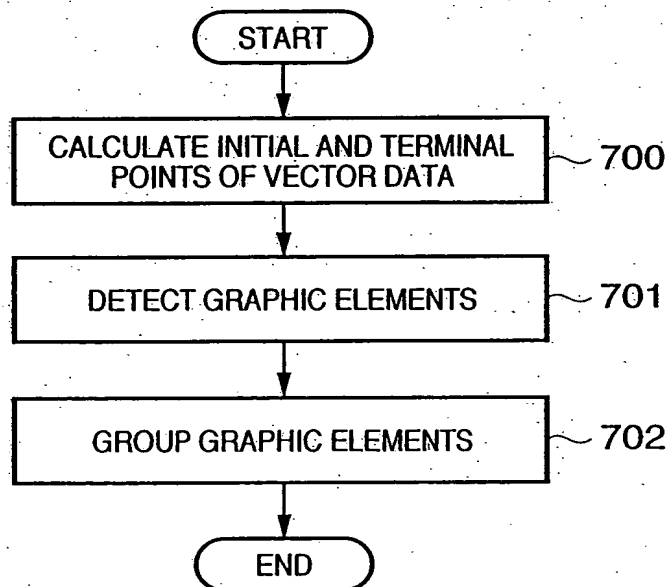 START
CALCULATE INITIAL AND TERMINAL
POINTS OF VECTOR DATA
700
DETECT GRAPHIC ELEMENTS
701
GROUP GRAPHIC ELEMENTS
702
END